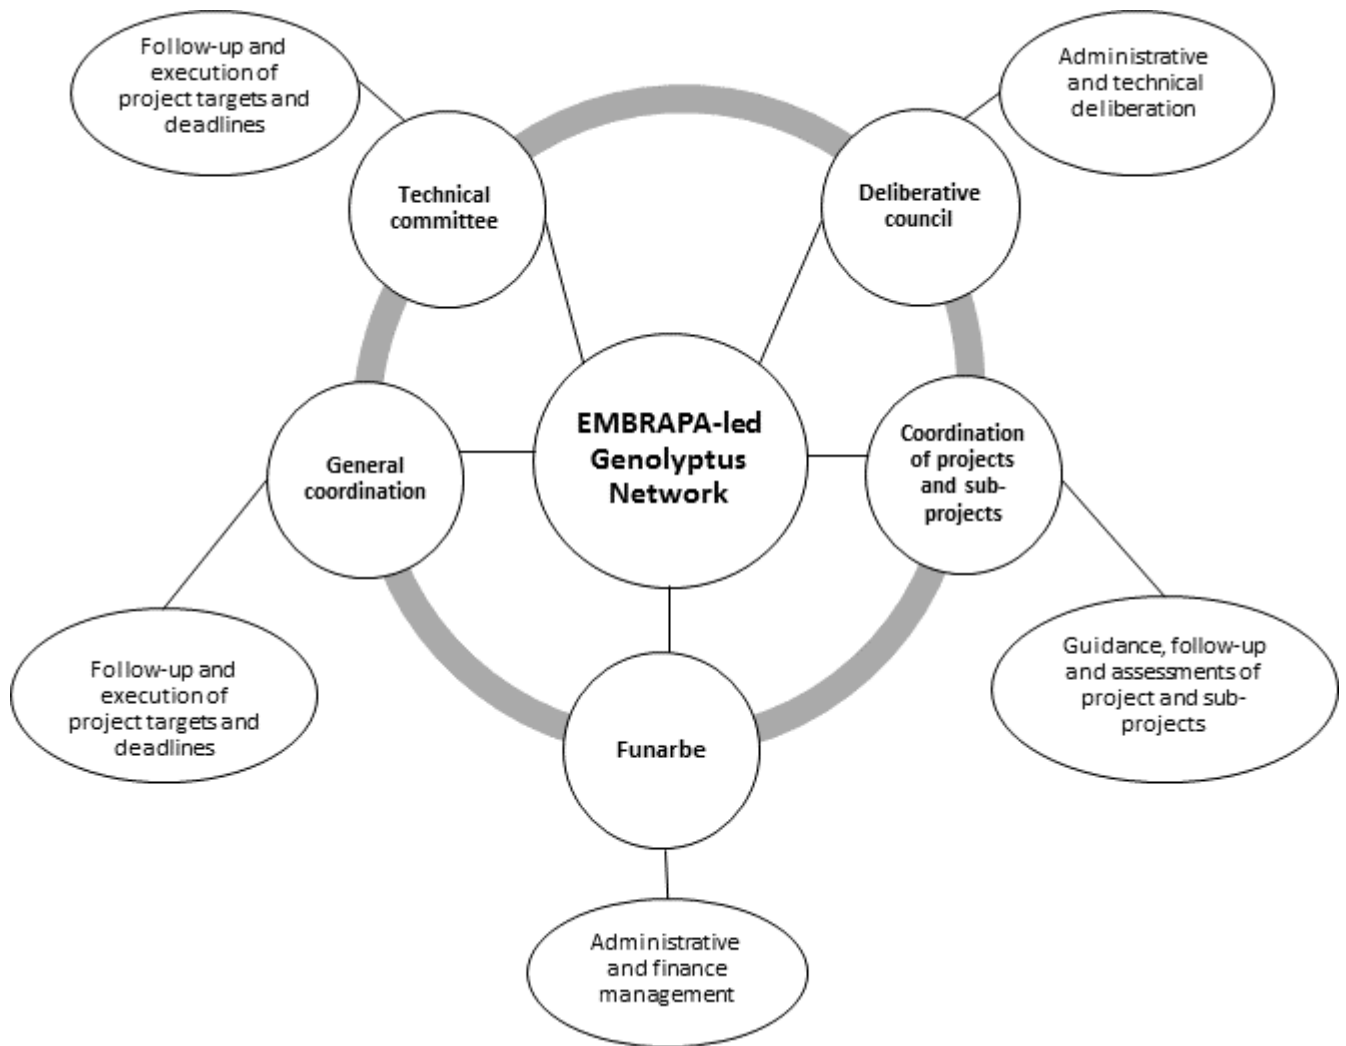 Follow-up and
execution of
project targets and
deadlines
Administrative
and technical
deliberation
Technical
committee
Deliberative
council
EMBRAPA-led
Genolyptus
Network
General
coordination
Coordination
of projects
and sub-
projects
Follow-up and
execution of
project targets and
deadlines
Funarbe
Guidance, follow-up
and assessments of
project and sub-
projects
Administrative
and finance
management